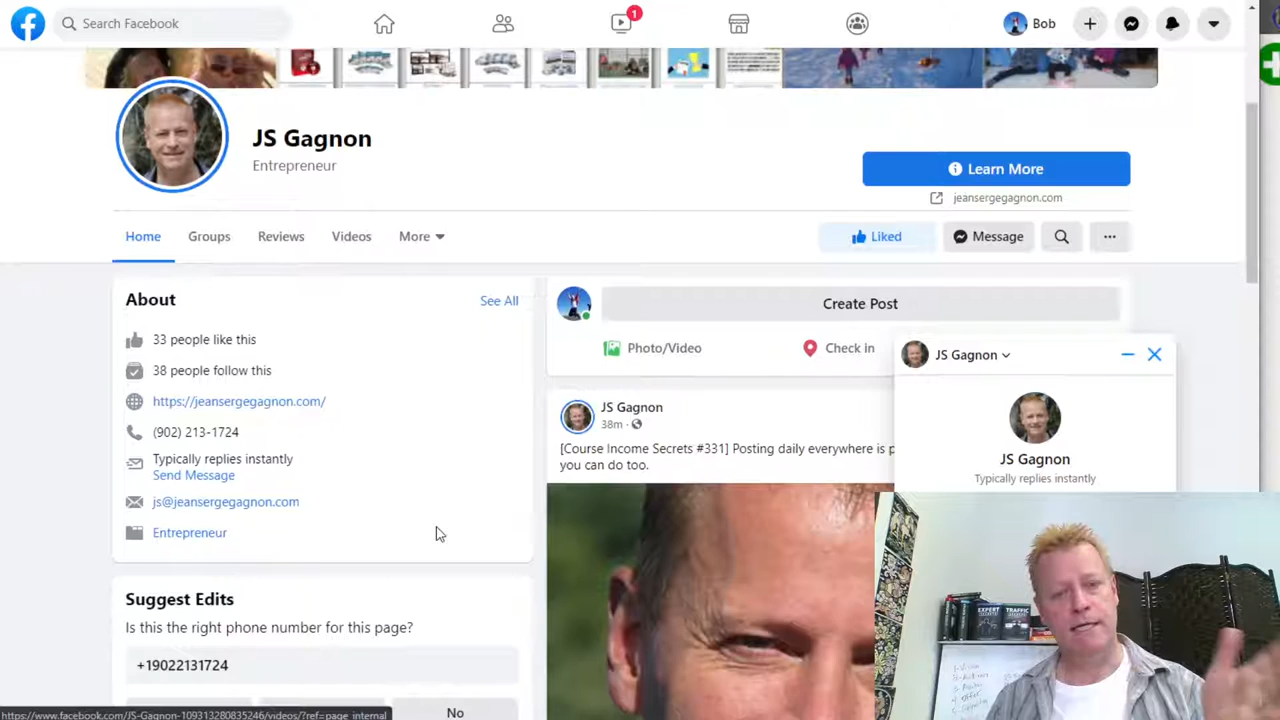 Search Facebook
1
Bob
JS Gagnon
Entrepreneur
Learn More
jeansergegagnon.com
Home
Groups
Reviews
Videos
More
Liked
Message
About
See All
33 people like this
38 people follow this
https://jeansergegagnon.com/
(902) 213-1724
Typically replies instantly
Send Message
js@jeansergegagnon.com
Entrepreneur
Create Post
Photo/Video
Check in
JS Gagnon
38m
[Course Income Secrets #331] Posting daily everywhere is p
you can do too.
JS Gagnon
JS Gagnon
Typically replies instantly
Suggest Edits
Is this the right phone number for this page?
+19022131724
No
EXPERT
TRAFFIC
https://www.facebook.com/JS-Gagnon-109313280835246/videos/?ref=page_internal